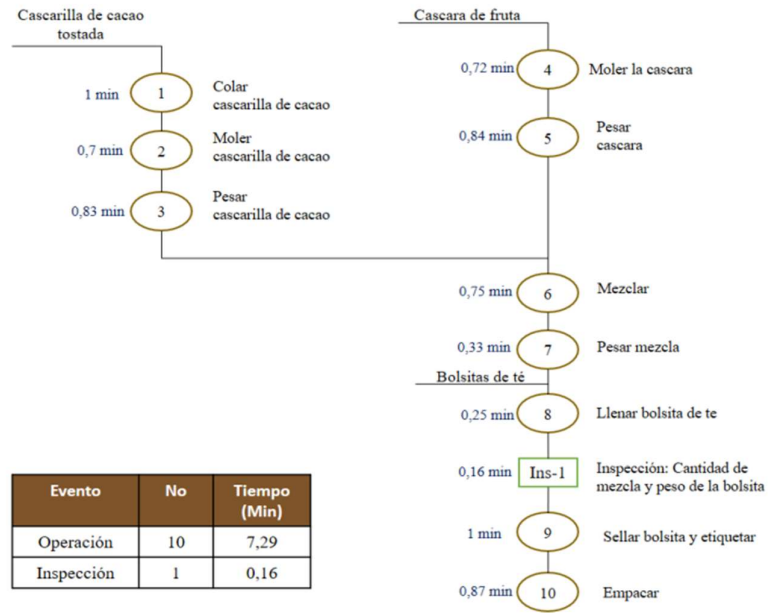 Cascarilla de cacao
tostada
1 min
1
Colar
cascarilla de cacao
0,7 min
2
Moler
cascarilla de cacao
0,83 min
3
Pesar
cascarilla de cacao
Cascara de fruta
0,72 min
4
Moler la cascara
0,84 min
5
Pesar
cascara
0,75 min
6
Mezclar
0,33 min
7
Pesar mezcla
Bolsitas de té
0,25 min
8
Llenar bolsita de te
0,16 min
Ins-1
Inspección: Cantidad de
mezcla y peso de la bolsita
1 min
9
Sellar bolsita y etiquetar
0,87 min
10
Empacar
Evento No Tiempo
(Min)
Operación 10 7,29
Inspección 1 0,16